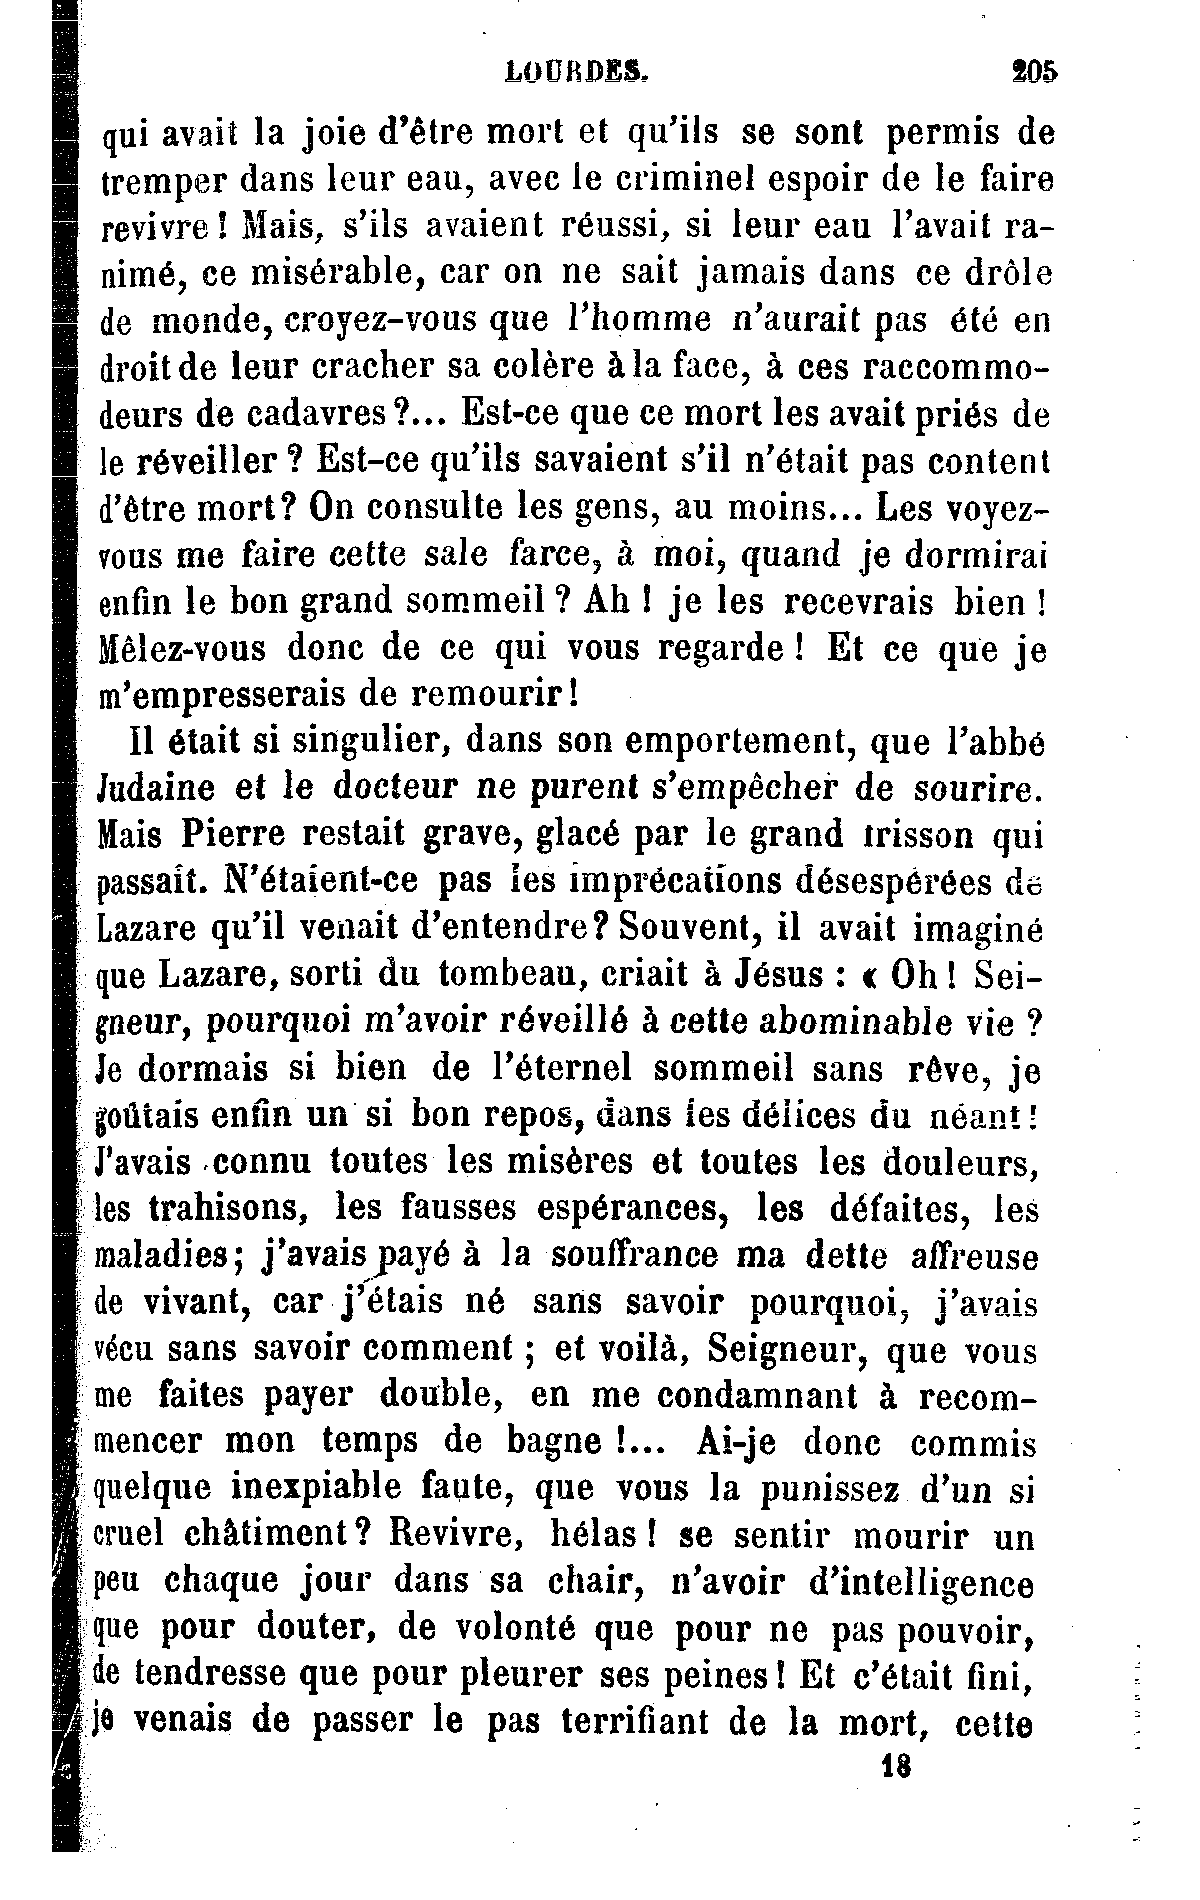 LOURDES. 205
qui avait la joie d'être mort et qu'ils se sont permis de
tremper dans leur eau, avec le criminel espoir de le faire
revivre ! Mais, s'ils avaient réussi, si leur eau l'avait ra-
nimé, ce misérable, car on ne sait jamais dans ce drôle
de monde, croyez-vous que l'homme n'aurait pas été en
droit de leur cracher sa colère à la face, à ces raccommo-
deurs de cadavres ?... Est-ce que ce mort les avait priés de
le réveiller ? Est-ce qu'ils savaient s'il n'était pas content
d'être mort? On consulte les gens, au moins... Les voyez-
vous me faire cette sale farce, à moi, quand je dormirai
enfin le bon grand sommeil ? Ah ! je les recevrais bien !
Mêlez-vous donc de ce qui vous regarde ! Et ce que je
m'empresserais de remourir!
Il était si singulier, dans son emportement, que l'abbé
Judaine et le docteur ne purent s'empêcher de sourire.
Mais Pierre restait grave, glacé par le grand frisson qui
passait. N'étaient-ce pas les imprécations désespérées de
Lazare qu'il venait d'entendre? Souvent, il avait imaginé
que Lazare, sorti du tombeau, criait à Jésus : « Oh ! Sei-
gneur, pourquoi m'avoir réveillé à cette abominable vie ?
Je dormais si bien de l'éternel sommeil sans rêve, je
goûtais enfin un si bon repos, dans les délices du néant !
J'avais connu toutes les misères et toutes les douleurs,
les trahisons, les fausses espérances, les défaites, les
maladies; j'avais payé à la souffrance ma dette affreuse
de vivant, car j'étais né sans savoir pourquoi, j'avais
vécu sans savoir comment ; et voilà, Seigneur, que vous
me faites payer double, en me condamnant à recom-
mencer mon temps de bagne !... Ai-je donc commis
quelque inexpiable faute, que vous la punissez d'un si
cruel châtiment? Revivre, hélas ! se sentir mourir un
peu chaque jour dans sa chair, n'avoir d'intelligence
que pour douter, de volonté que pour ne pas pouvoir,
de tendresse que pour pleurer ses peines ! Et c'était fini,
je venais de passer le pas terrifiant de la mort, cette
18